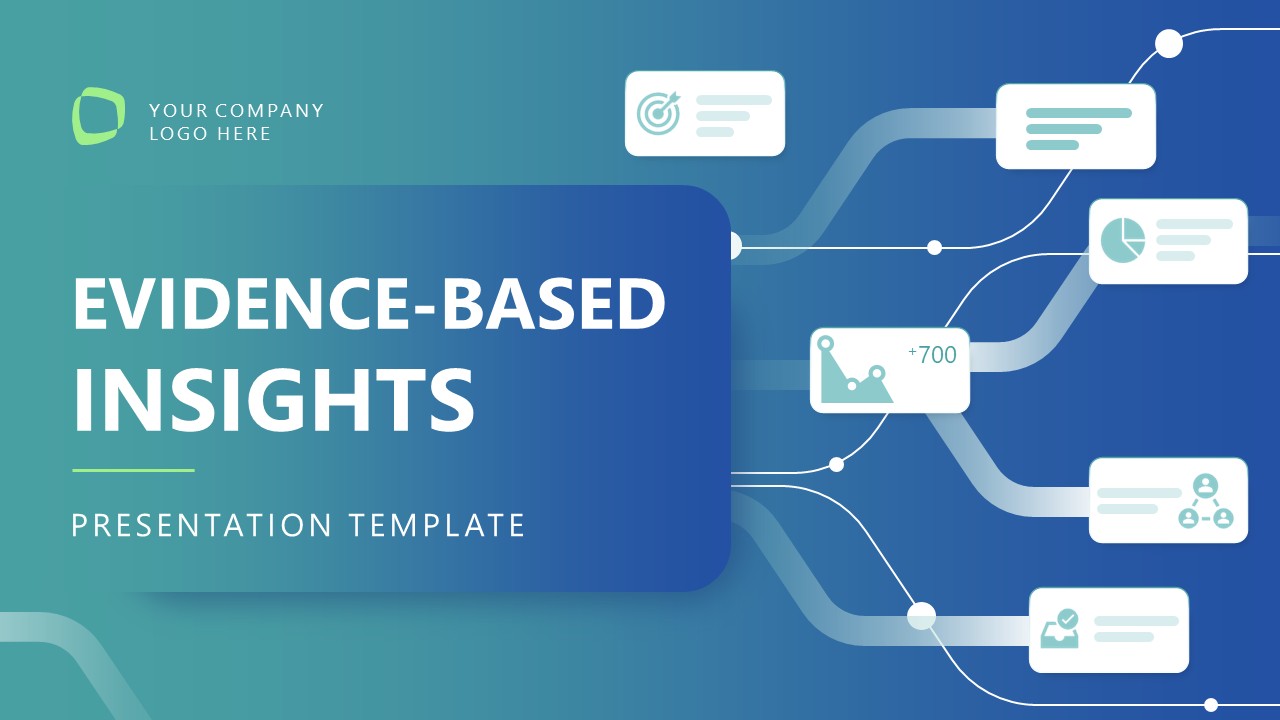 YOUR COMPANY
LOGO HERE
EVIDENCE-BASED
INSIGHTS
PRESENTATION TEMPLATE
+700